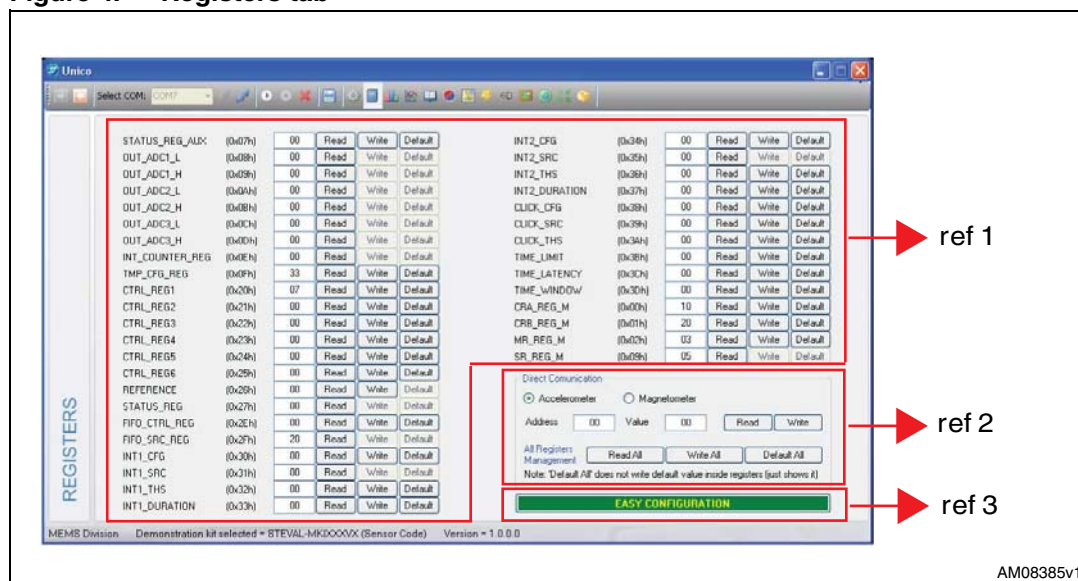 Figure 4. Registers tab
Unico
Select COM: COM7
STATUS_REG_AUX (0x07h) 00 Read Write Default
OUT_ADC1_L (0x08h) 00 Read Write Default
OUT_ADC1_H (0x09h) 00 Read Write Default
OUT_ADC2_L (0x0Ah) 00 Read Write Default
OUT_ADC2_H (0x0Bh) 00 Read Write Default
OUT_ADC3_L (0x0Ch) 00 Read Write Default
OUT_ADC3_H (0x0Dh) 00 Read Write Default
INT_COUNTER_REG (0x0Eh) 00 Read Write Default
TMP_CFG_REG (0x0Fh) 33 Read Write Default
CTRL_REG1 (0x20h) 07 Read Write Default
CTRL_REG2 (0x21h) 00 Read Write Default
CTRL_REG3 (0x22h) 00 Read Write Default
CTRL_REG4 (0x23h) 00 Read Write Default
CTRL_REG5 (0x24h) 00 Read Write Default
CTRL_REG6 (0x25h) 00 Read Write Default
REFERENCE (0x26h) 00 Read Write Default
STATUS_REG (0x27h) 00 Read Write Default
FIFO_CTRL_REG (0x2Eh) 00 Read Write Default
FIFO_SRC_REG (0x2Fh) 20 Read Write Default
INT1_CFG (0x30h) 00 Read Write Default
INT1_SRC (0x31h) 00 Read Write Default
INT1_THS (0x32h) 00 Read Write Default
INT1_DURATION (0x33h) 00 Read Write Default
INT2_CFG (0x34h) 00 Read Write Default
INT2_SRC (0x35h) 00 Read Write Default
INT2_THS (0x36h) 00 Read Write Default
INT2_DURATION (0x37h) 00 Read Write Default
CLICK_CFG (0x38h) 00 Read Write Default
CLICK_SRC (0x39h) 00 Read Write Default
CLICK_THS (0x3Ah) 00 Read Write Default
TIME_LIMIT (0x3Bh) 00 Read Write Default
TIME_LATENCY (0x3Ch) 00 Read Write Default
TIME_WINDOW (0x3Dh) 00 Read Write Default
CRA_REG_M (0x00h) 10 Read Write Default
CRB_REG_M (0x01h) 20 Read Write Default
MR_REG_M (0x02h) 03 Read Write Default
SR_REG_M (0x09h) 05 Read Write Default
Direct Comunication
Accelerometer Magnetometer
Address 00 Value 00 Read Write
All Registers
Management Read All Write All Default All
Note: 'Default All' does not write default value inside registers (just shows it)
EASY CONFIGURATION
REGISTERS
MEMS Division Demonstration kit selected = STEVAL-MKIXXXVX (Sensor Code) Version = 1.0.0.0
ref 1
ref 2
ref 3
AM08385v1